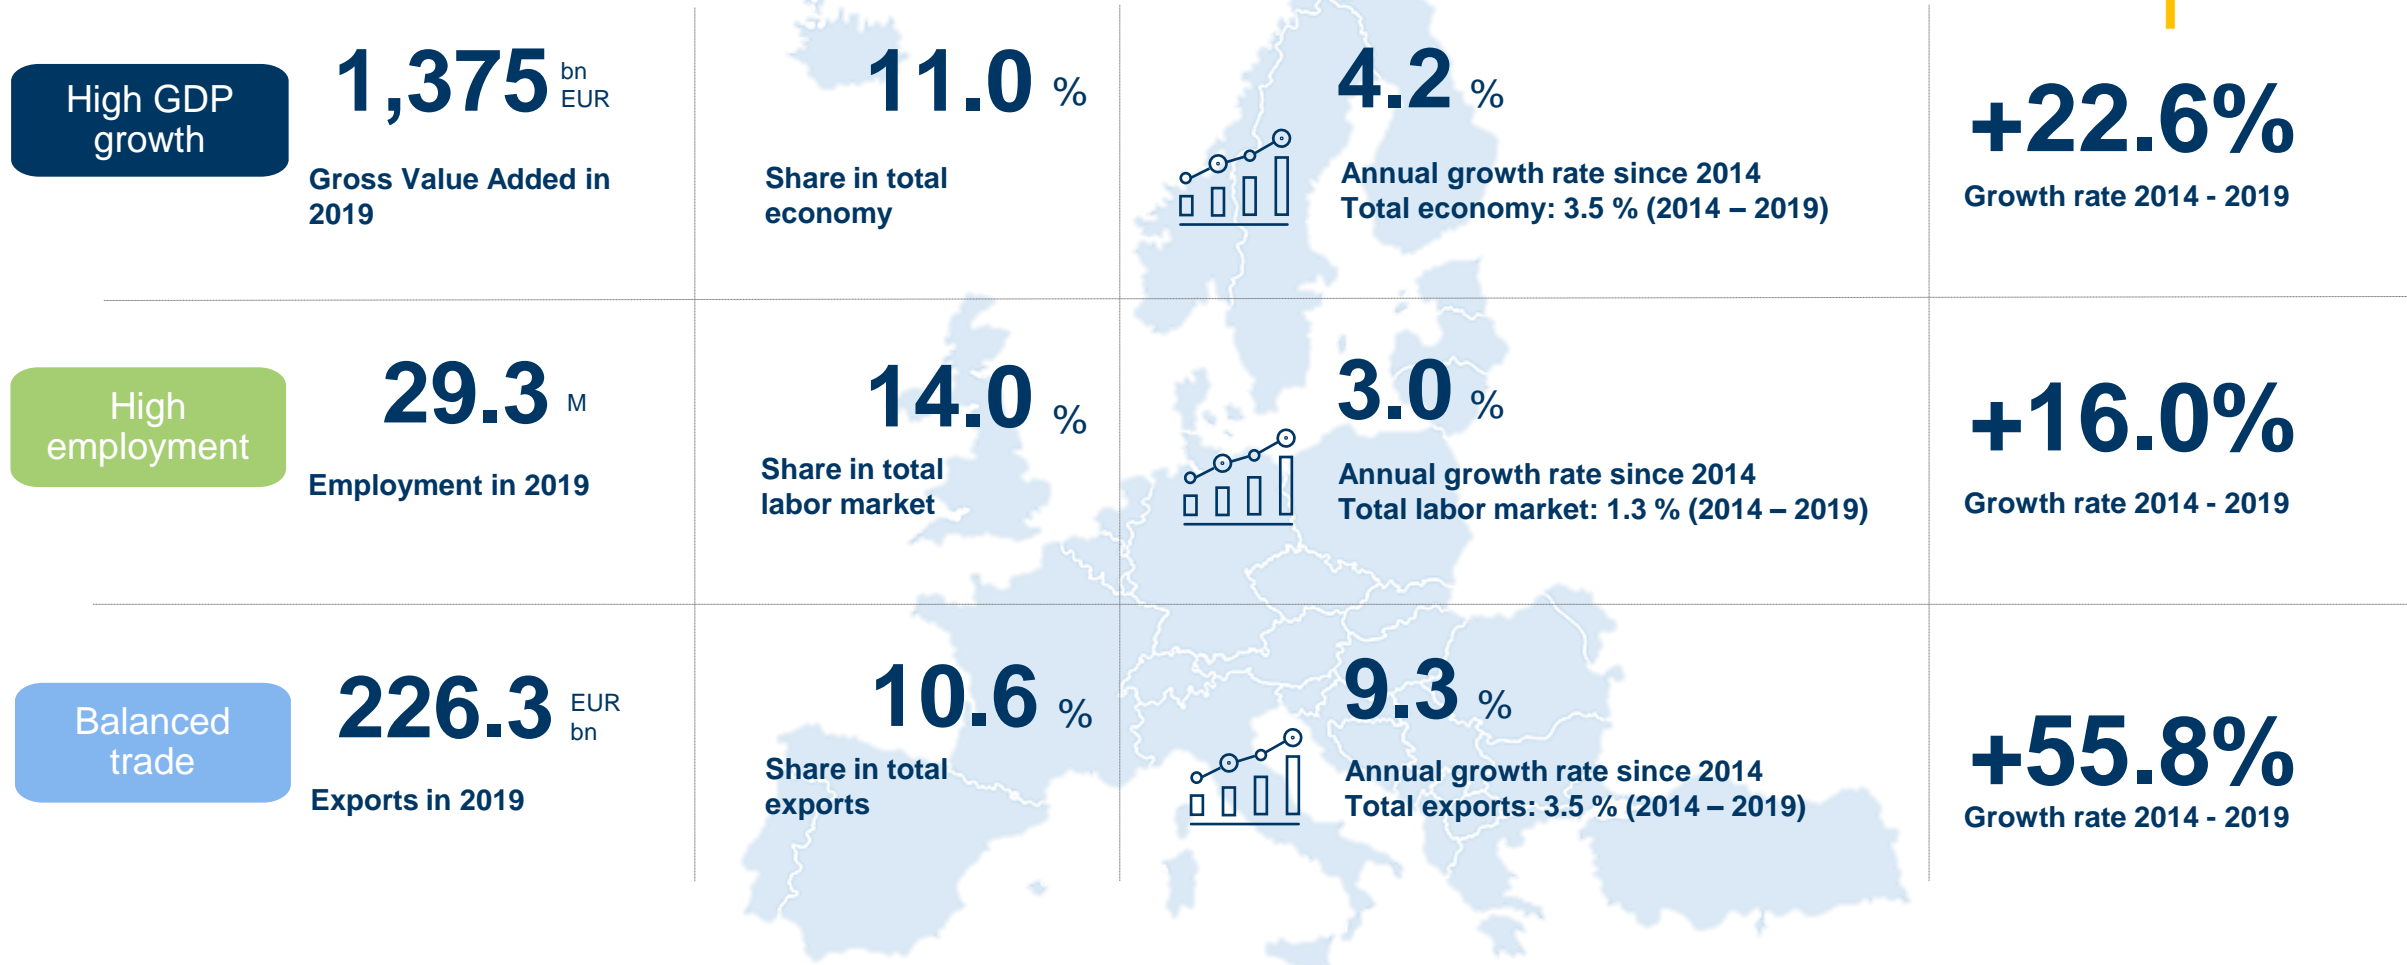 High GDP
growth
1,375 bn
EUR
Gross Value Added in
2019
11.0 %
Share in total
economy
4.2 %
Annual growth rate since 2014
Total economy: 3.5 % (2014 – 2019)
+22.6%
Growth rate 2014 - 2019
High
employment
29.3 M
Employment in 2019
14.0 %
Share in total
labor market
3.0 %
Annual growth rate since 2014
Total labor market: 1.3 % (2014 – 2019)
+16.0%
Growth rate 2014 - 2019
Balanced
trade
226.3 EUR
bn
Exports in 2019
10.6 %
Share in total
exports
9.3 %
Annual growth rate since 2014
Total exports: 3.5 % (2014 – 2019)
+55.8%
Growth rate 2014 - 2019